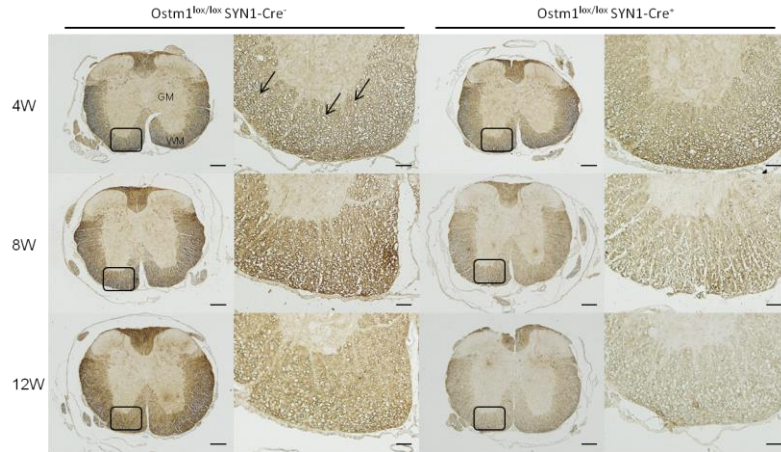 Ostm1lox/lox SYN1-Cre- Ostm1lox/lox SYN1-Cre+
4W
GM
WM
8W
12W